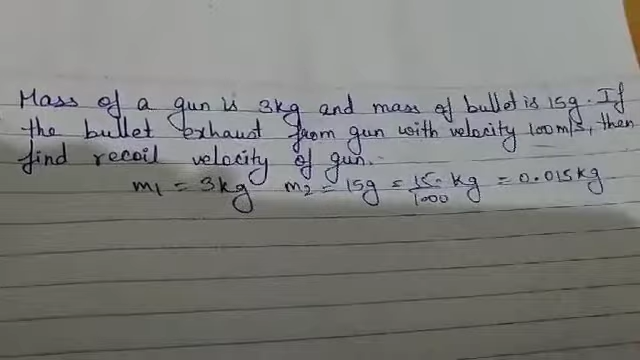 Mass of a gun is 3kg and mass of bullet is 15g. If
the bullet exhaust from gun with velocity 100m/s, then
find recoil velocity of gun.
m₁ = 3kg m₂ = 15g = 15/1000 kg = 0.015kg